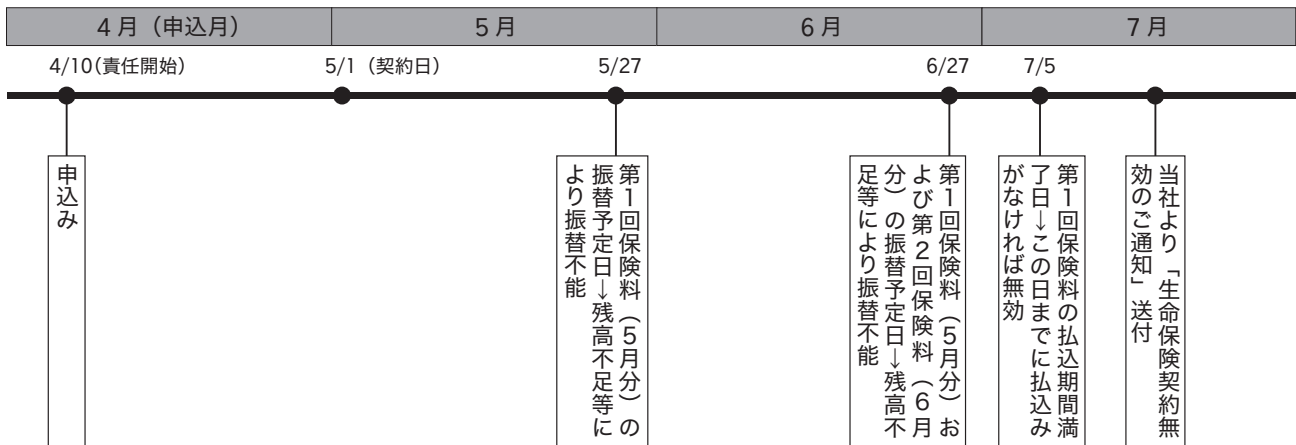 4月（申込月）
5月
6月
7月
4/10(責任開始)
5/1（契約日）
5/27
6/27
7/5
申込み
第1回保険料（5月分）の
振替予定日→残高不足等に
より振替不能
第1回保険料（5月分）お
よび第2回保険料（6月
分）の振替予定日→残高不
足等により振替不能
第1回保険料の払込期間満
了日→この日までに払込み
がなければ無効
当社より「生命保険契約無
効のご通知」送付